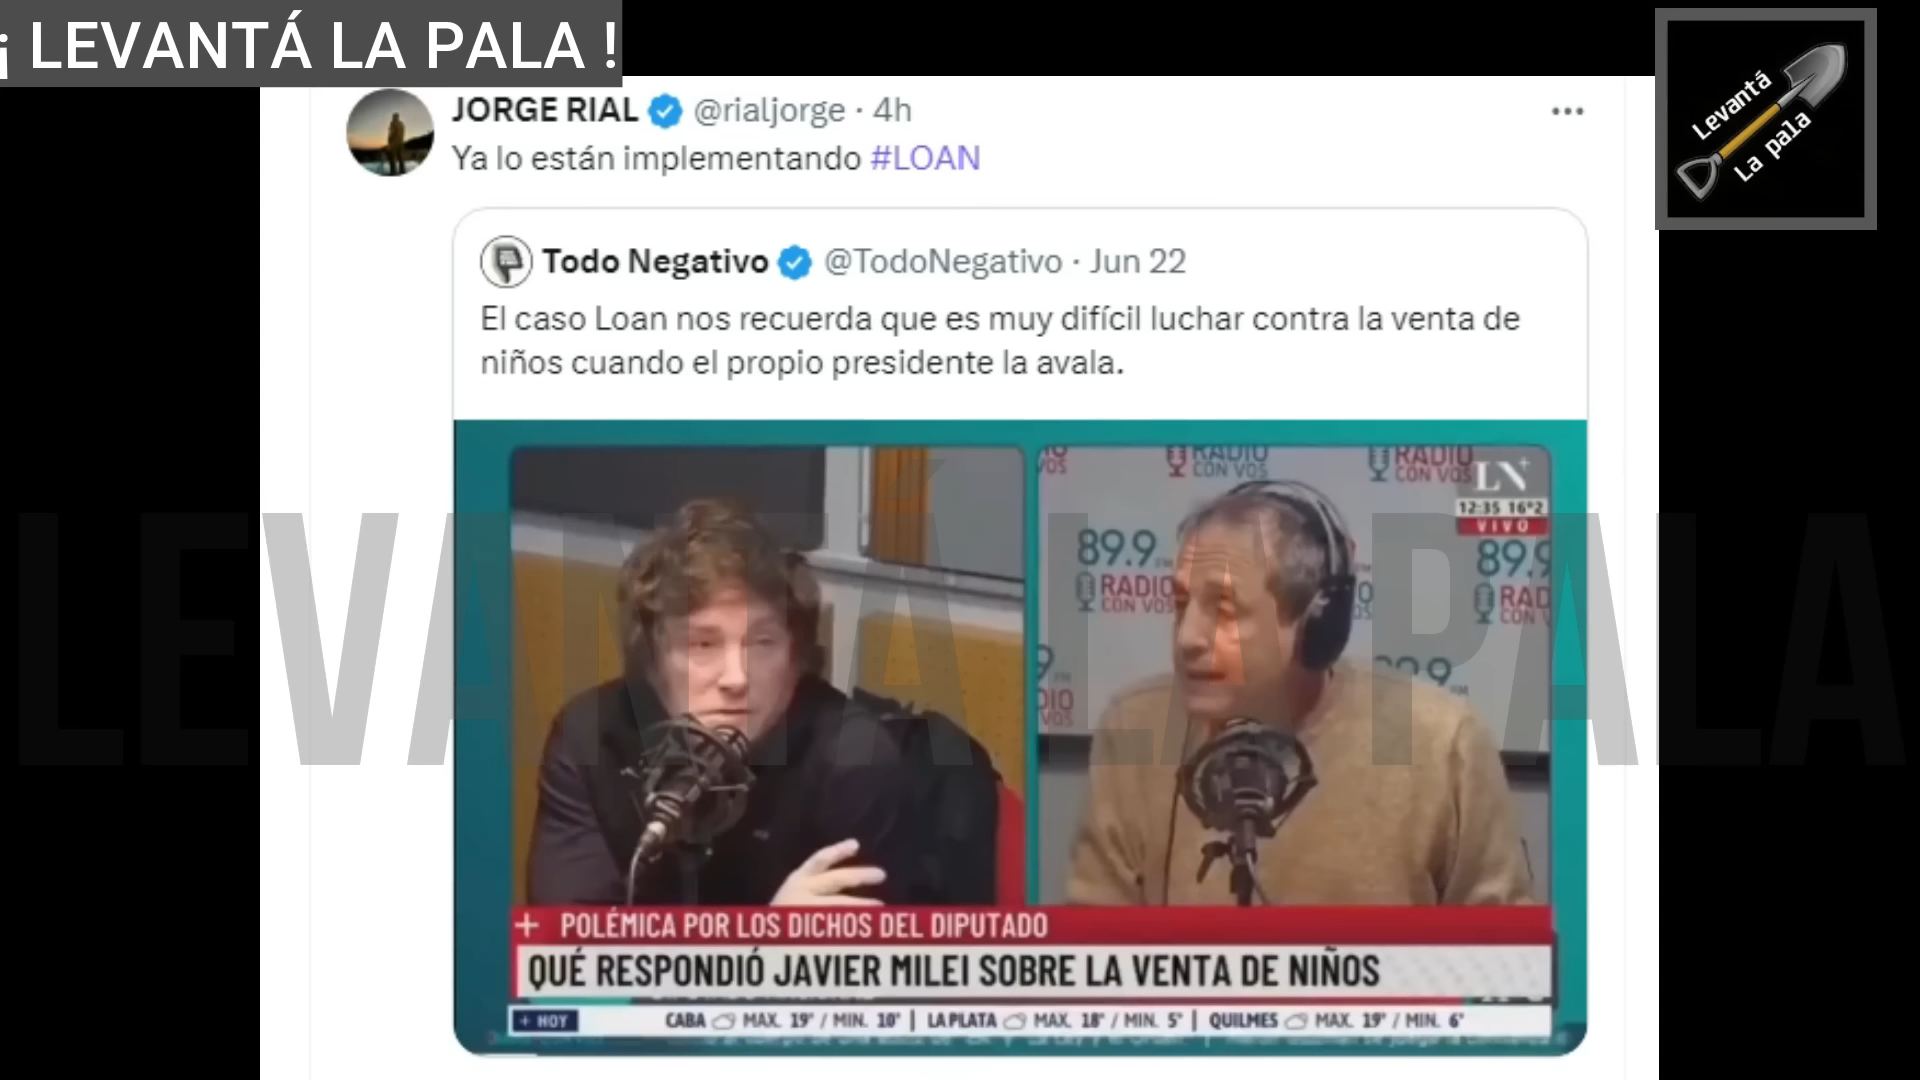 ¡ LEVANTÁ LA PALA !
Levantá
La pala
JORGE RIAL @rialjorge · 4h
Ya lo están implementando #LOAN
Todo Negativo @TodoNegativo · Jun 22
El caso Loan nos recuerda que es muy difícil luchar contra la venta de
niños cuando el propio presidente la avala.
RADIO
CON VOS
RADIO
CON VOS
LN+
12:35 16°2
VIVO
89.9
RADIO
CON VOS
89.9
LEVANTÁ LA PALA
+ POLÉMICA POR LOS DICHOS DEL DIPUTADO
QUÉ RESPONDIÓ JAVIER MILEI SOBRE LA VENTA DE NIÑOS
+ HOY CABA MAX. 19° / MIN. 10° | LA PLATA MAX. 18° / MIN. 5° | QUILMES MAX. 19° / MIN. 6°